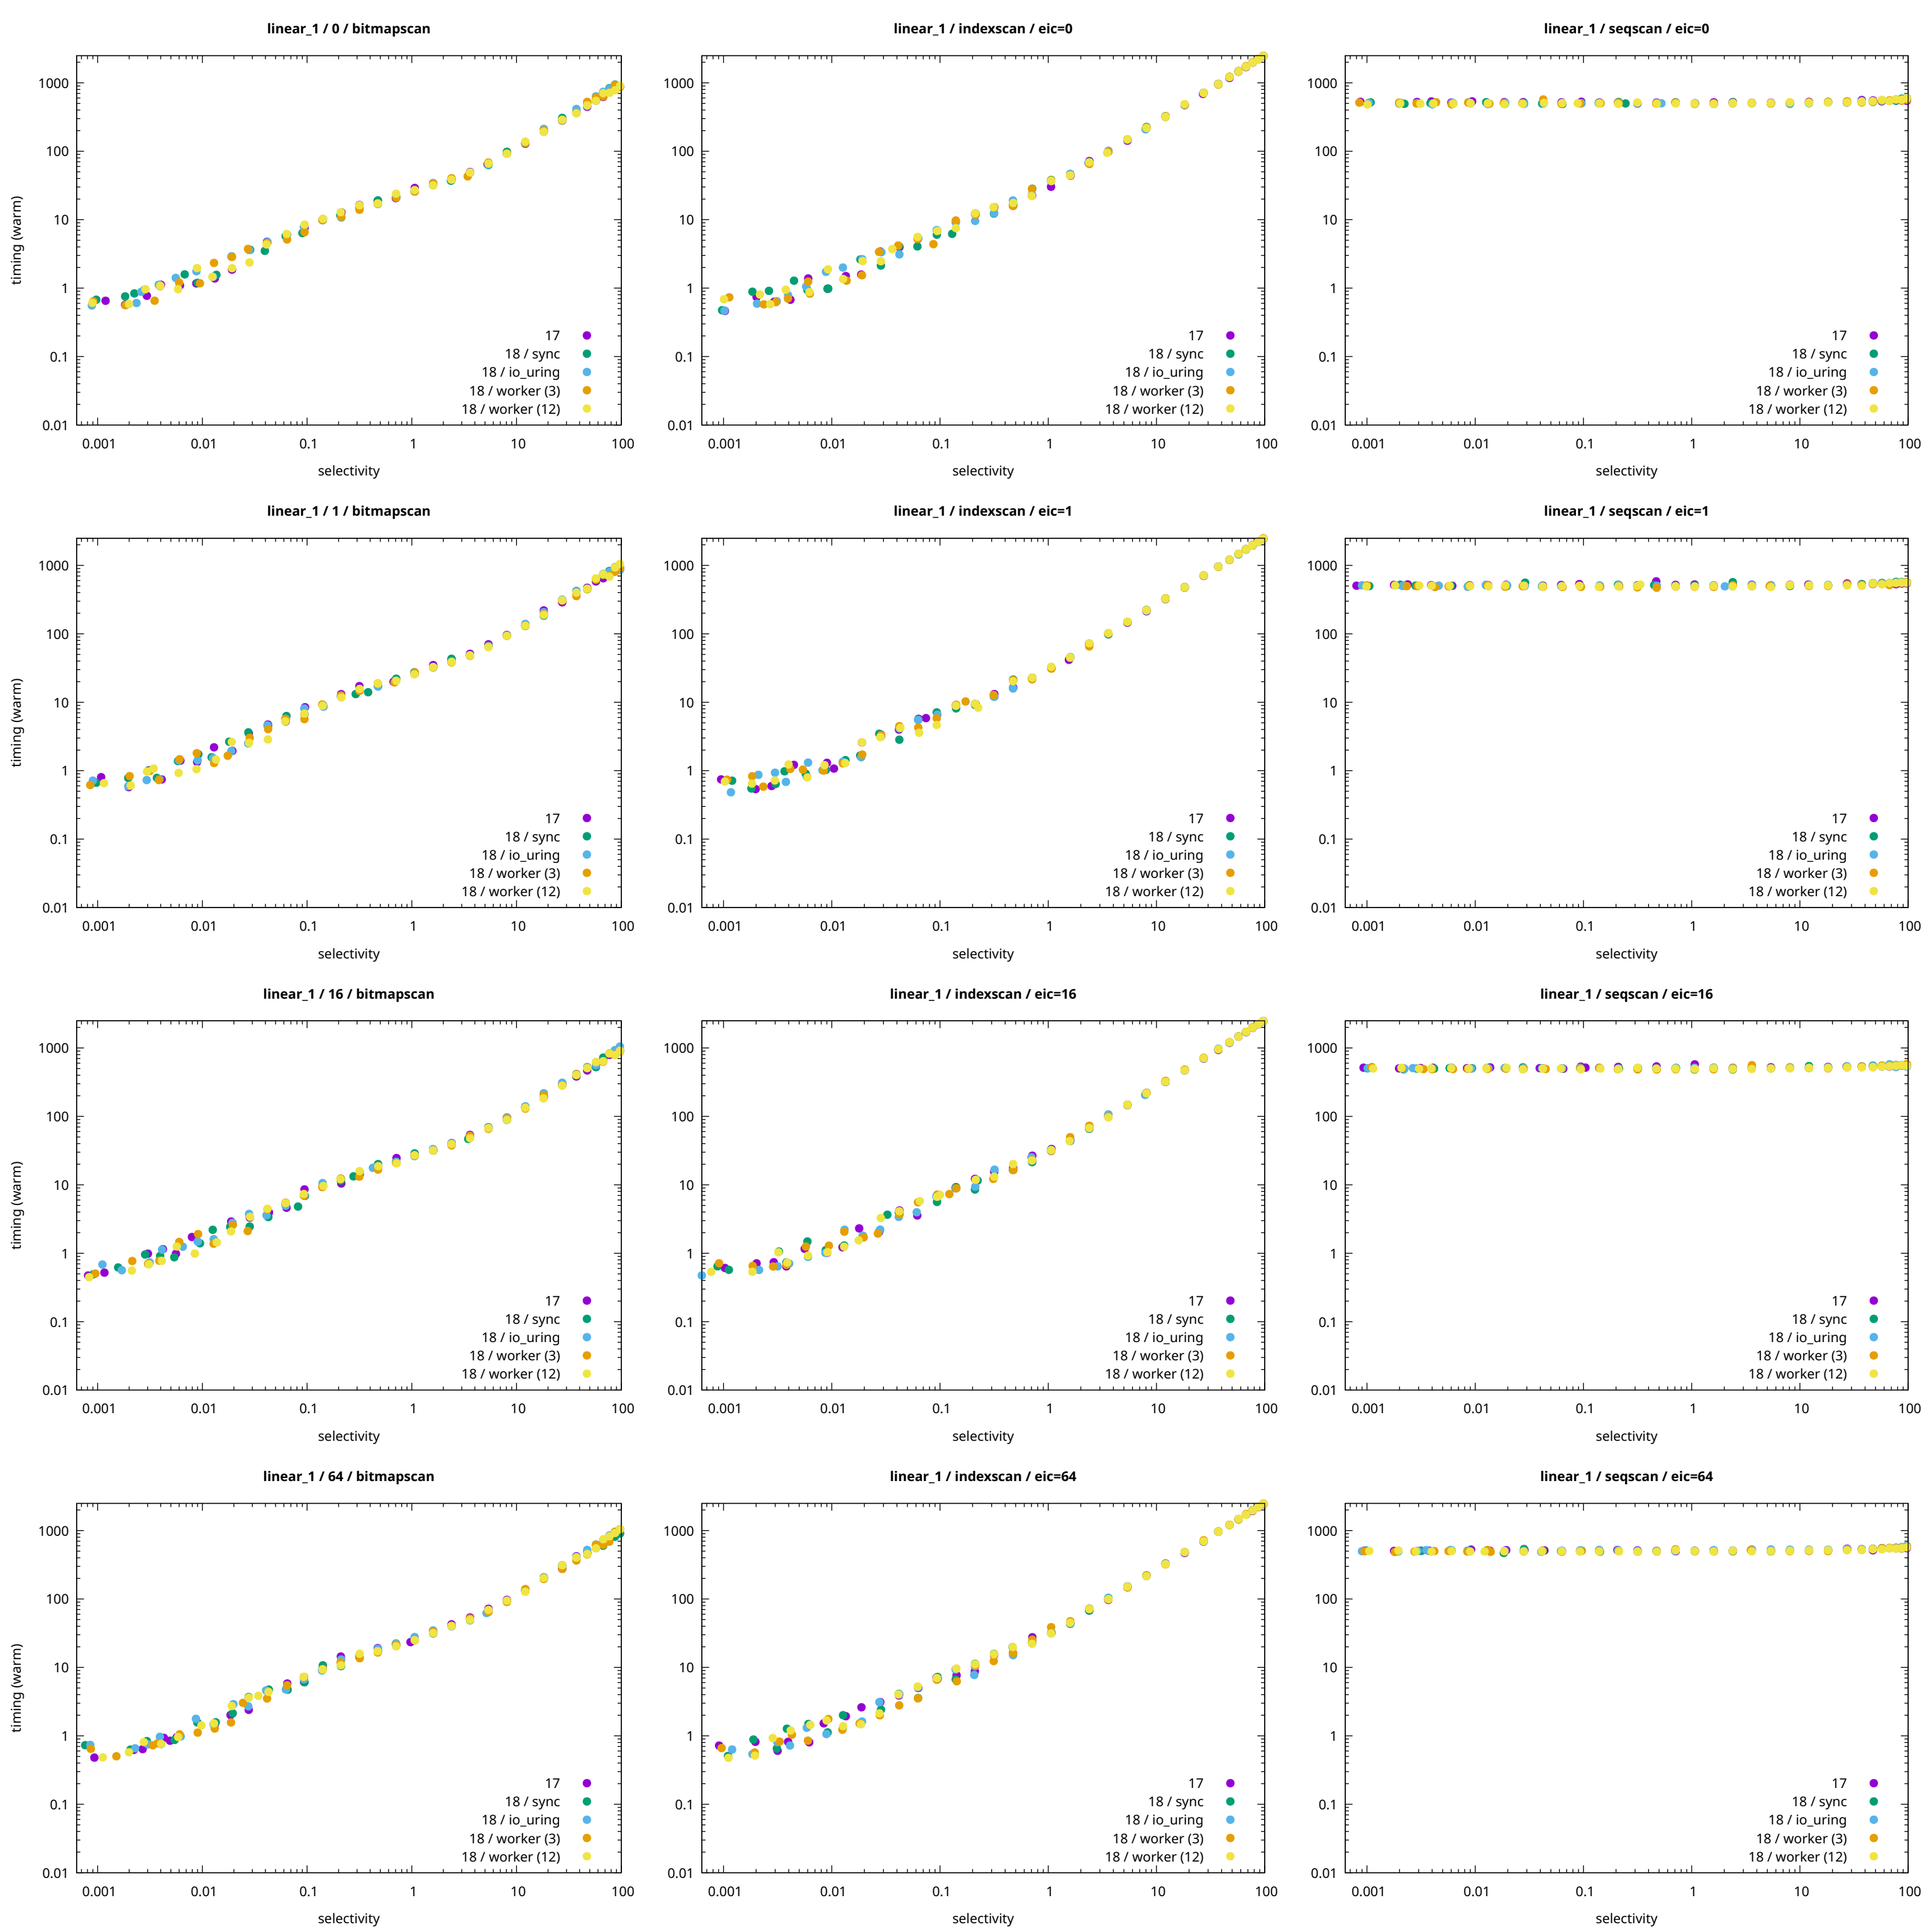 linear_1 / 0 / bitmapscan
timing (warm)
1000
100
10
1
0.1
0.01
17
18 / sync
18 / io_uring
18 / worker (3)
18 / worker (12)
0.001 0.01 0.1 1 10 100
selectivity
linear_1 / indexscan / eic=0
1000
100
10
1
0.1
0.01
17
18 / sync
18 / io_uring
18 / worker (3)
18 / worker (12)
0.001 0.01 0.1 1 10 100
selectivity
linear_1 / seqscan / eic=0
1000
100
10
1
0.1
0.01
17
18 / sync
18 / io_uring
18 / worker (3)
18 / worker (12)
0.001 0.01 0.1 1 10 100
selectivity
linear_1 / 1 / bitmapscan
timing (warm)
1000
100
10
1
0.1
0.01
17
18 / sync
18 / io_uring
18 / worker (3)
18 / worker (12)
0.001 0.01 0.1 1 10 100
selectivity
linear_1 / indexscan / eic=1
1000
100
10
1
0.1
0.01
17
18 / sync
18 / io_uring
18 / worker (3)
18 / worker (12)
0.001 0.01 0.1 1 10 100
selectivity
linear_1 / seqscan / eic=1
1000
100
10
1
0.1
0.01
17
18 / sync
18 / io_uring
18 / worker (3)
18 / worker (12)
0.001 0.01 0.1 1 10 100
selectivity
linear_1 / 16 / bitmapscan
timing (warm)
1000
100
10
1
0.1
0.01
17
18 / sync
18 / io_uring
18 / worker (3)
18 / worker (12)
0.001 0.01 0.1 1 10 100
selectivity
linear_1 / indexscan / eic=16
1000
100
10
1
0.1
0.01
17
18 / sync
18 / io_uring
18 / worker (3)
18 / worker (12)
0.001 0.01 0.1 1 10 100
selectivity
linear_1 / seqscan / eic=16
1000
100
10
1
0.1
0.01
17
18 / sync
18 / io_uring
18 / worker (3)
18 / worker (12)
0.001 0.01 0.1 1 10 100
selectivity
linear_1 / 64 / bitmapscan
timing (warm)
1000
100
10
1
0.1
0.01
17
18 / sync
18 / io_uring
18 / worker (3)
18 / worker (12)
0.001 0.01 0.1 1 10 100
selectivity
linear_1 / indexscan / eic=64
1000
100
10
1
0.1
0.01
17
18 / sync
18 / io_uring
18 / worker (3)
18 / worker (12)
0.001 0.01 0.1 1 10 100
selectivity
linear_1 / seqscan / eic=64
1000
100
10
1
0.1
0.01
17
18 / sync
18 / io_uring
18 / worker (3)
18 / worker (12)
0.001 0.01 0.1 1 10 100
selectivity